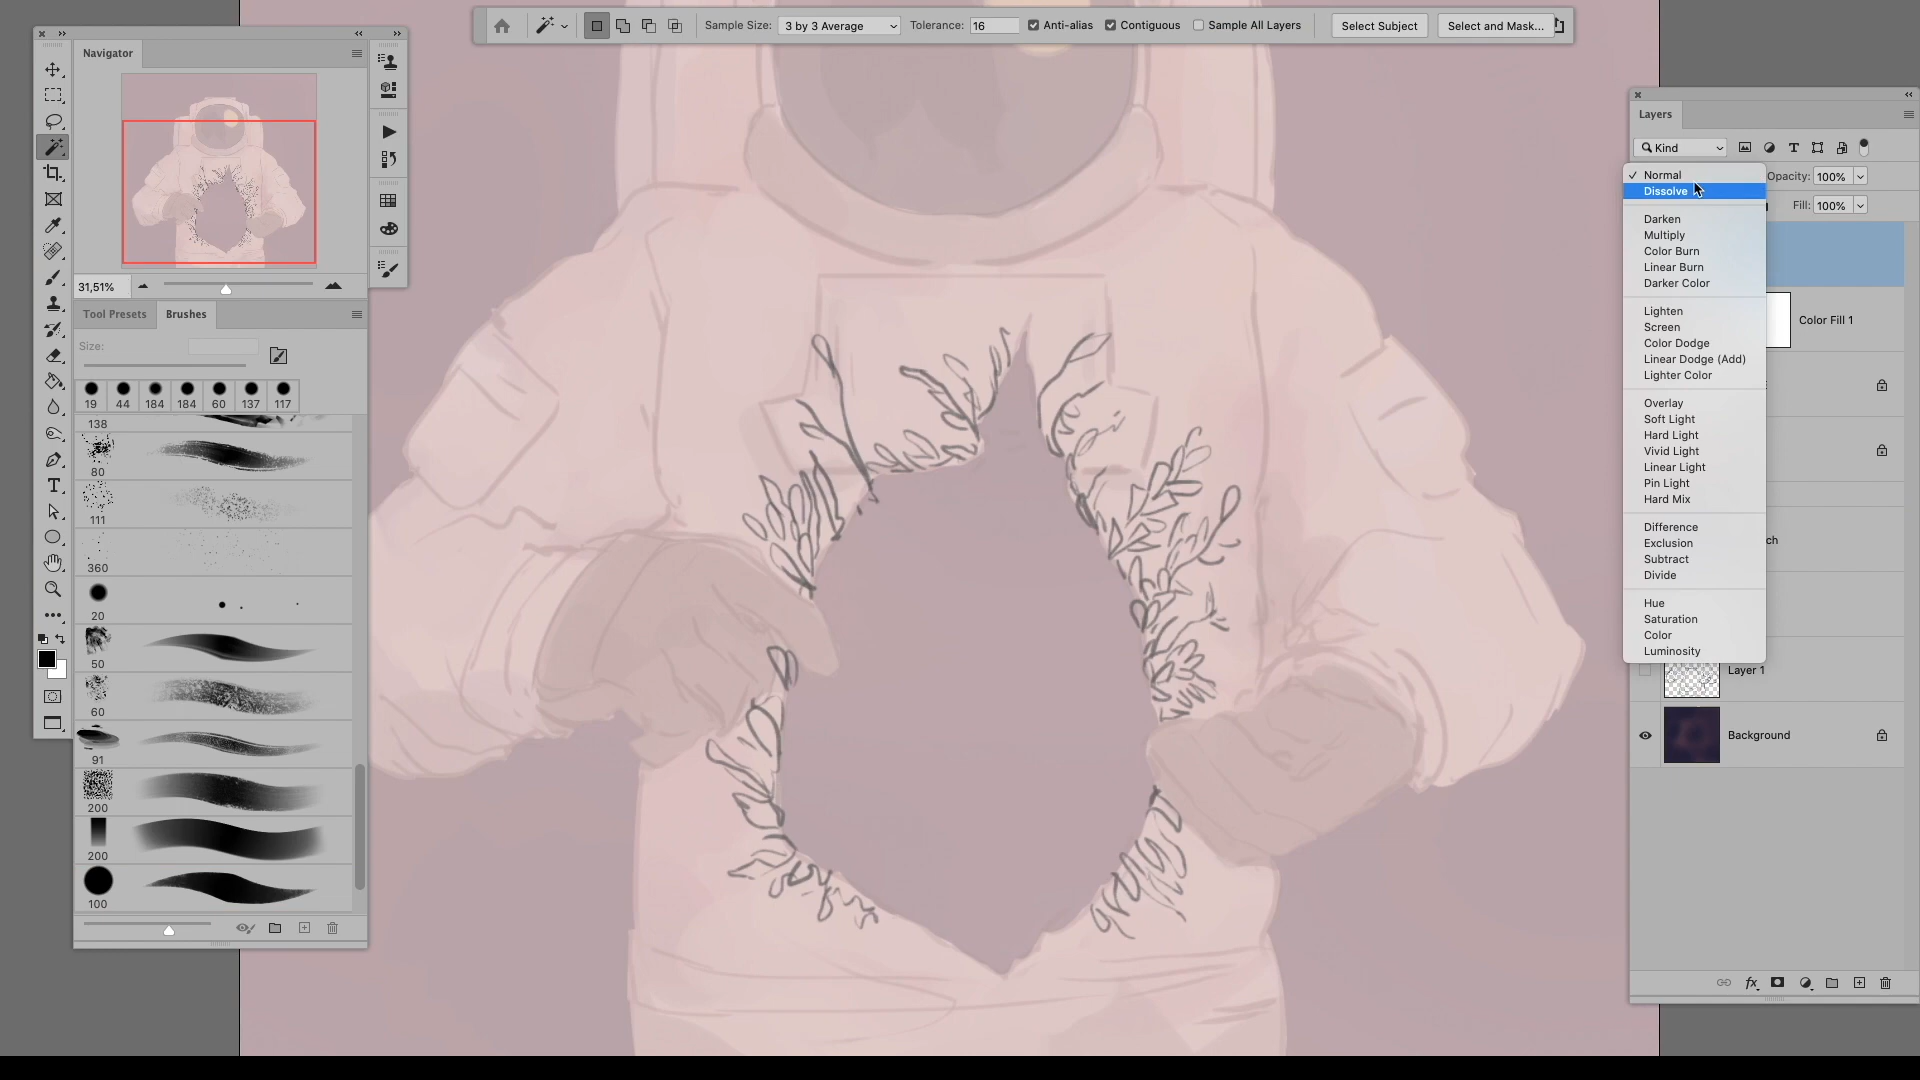 Sample Size: 3 by 3 Average Tolerance: 16 Anti-alias Contiguous Sample All Layers Select Subject Select and Mask...
Navigator
31,51%
Tool Presets Brushes
Size:
19 44 184 184 60 137 117
138
80
111
360
20
50
60
91
200
200
100
Layers
Kind
Normal
Opacity: 100%
Dissolve
Fill: 100%
Darken
Multiply
Color Burn
Linear Burn
Darker Color
Lighten
Screen
Color Dodge
Linear Dodge (Add)
Lighter Color
Overlay
Soft Light
Hard Light
Vivid Light
Linear Light
Pin Light
Hard Mix
Difference
Exclusion
Subtract
Divide
Hue
Saturation
Color
Luminosity
Color Fill 1
ch
Layer 1
Background
fx